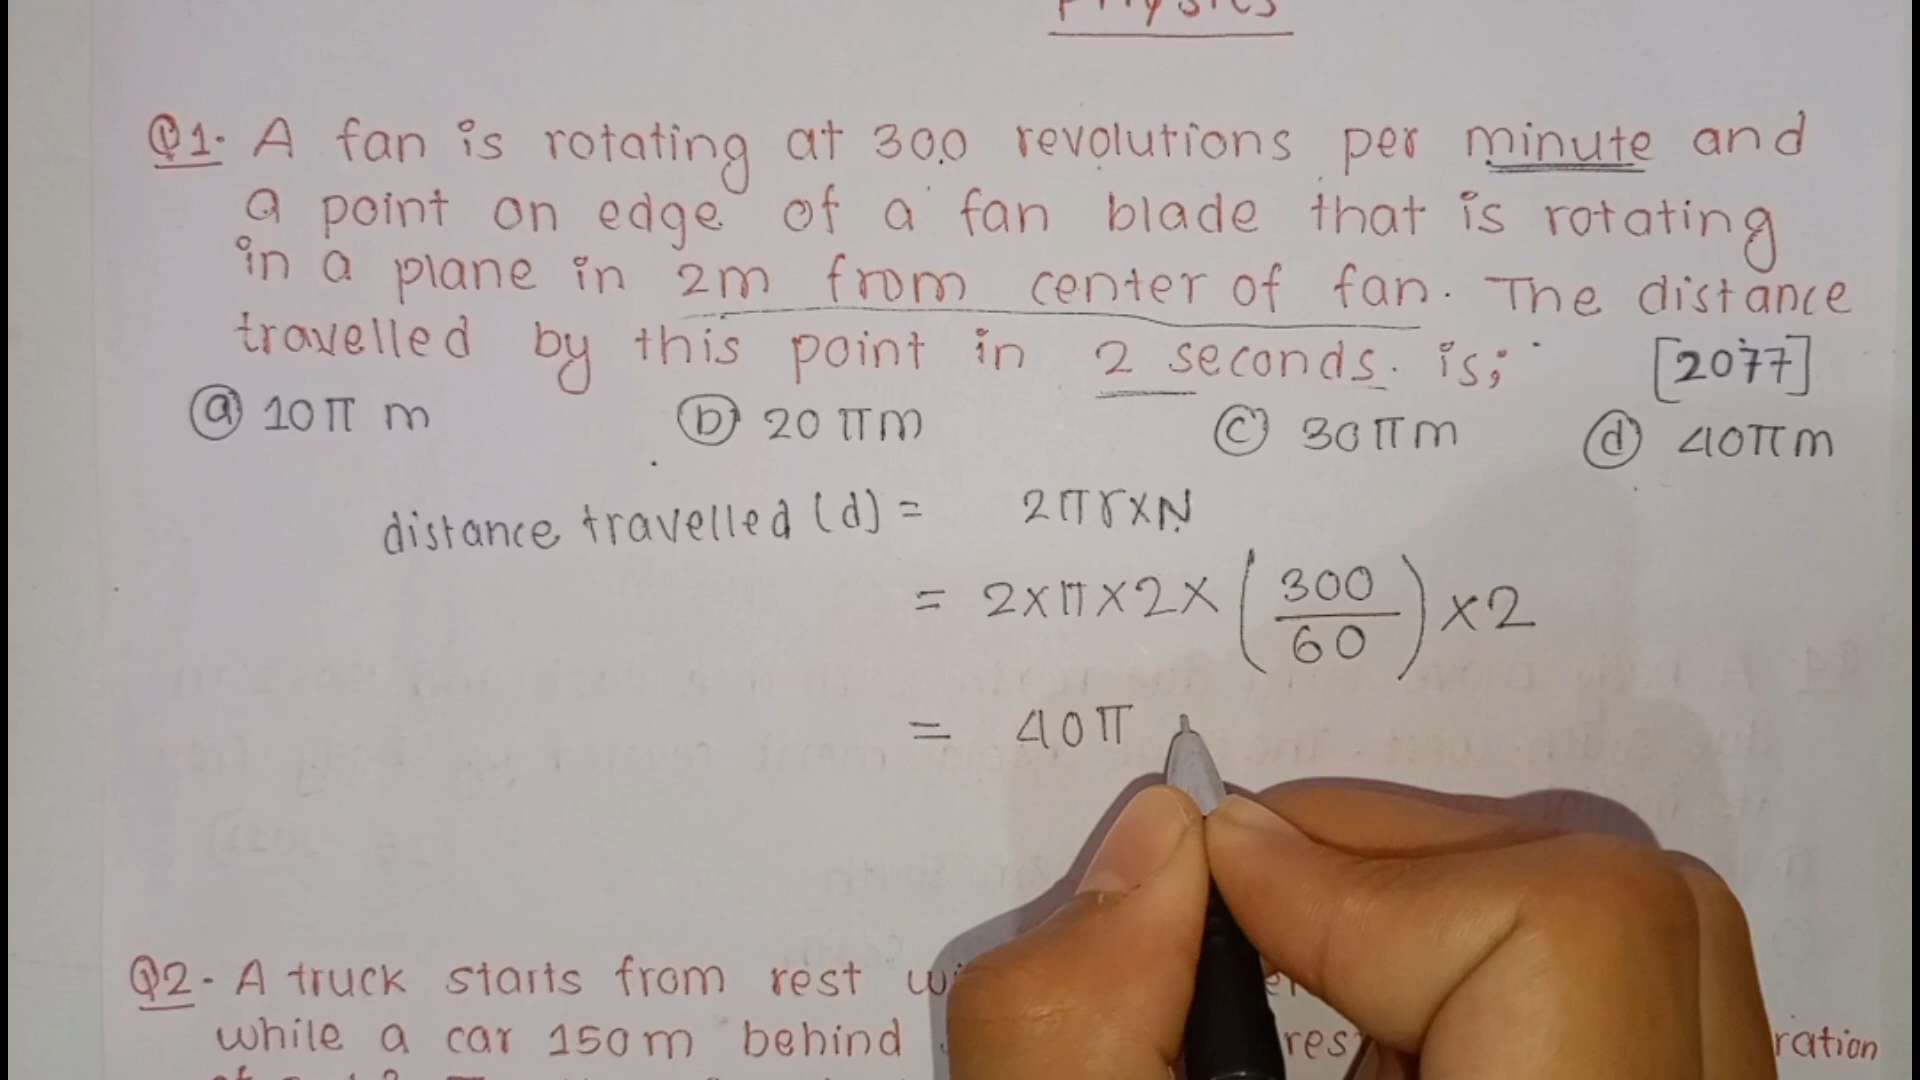 Physics
Q1. A fan is rotating at 300 revolutions per minute and
a point on edge of a fan blade that is rotating
in a plane in 2m from center of fan. The distance
travelled by this point in 2 seconds. is; [2077]
(a) 10π m (b) 20πm (c) 30πm (d) 40πm
distance travelled (d) = 2πr×N
= 2×π×2×(300/60)×2
= 40π
Q2. A truck starts from rest
while a car 150m behind